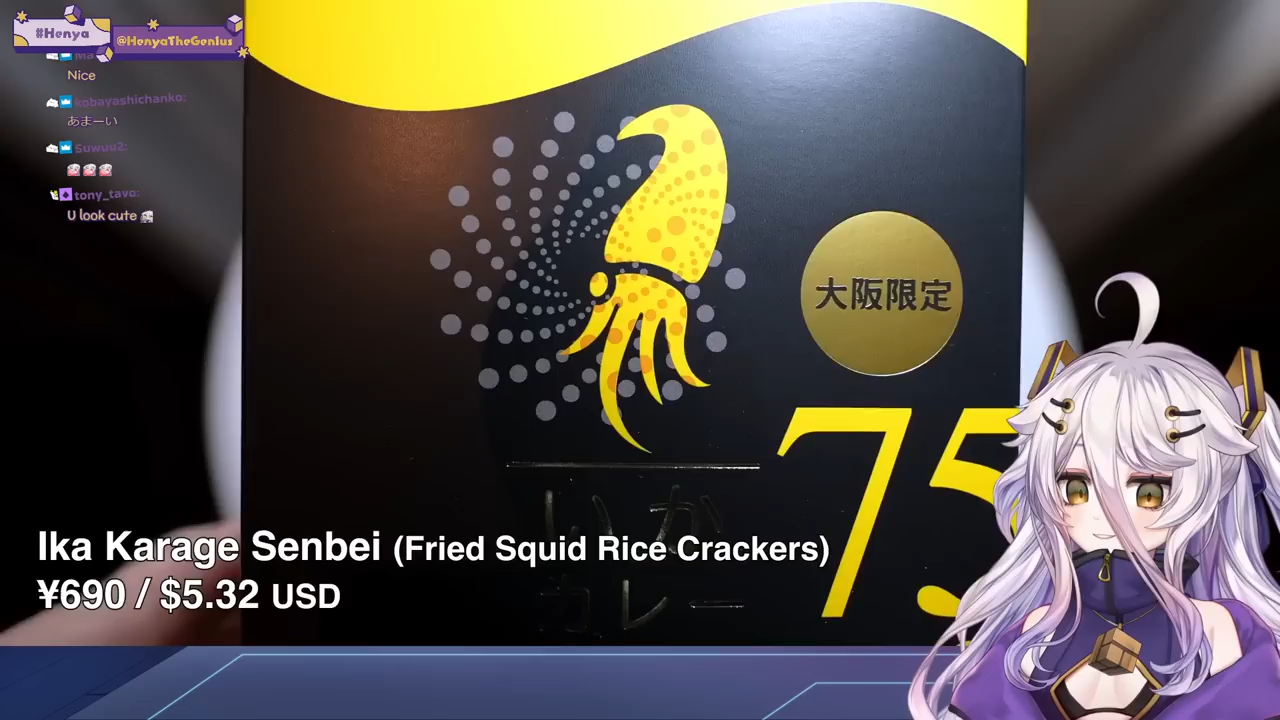 #Henya
@HenyaTheGenius
Nice
kobayashichanko:
あまーい
Suwuu2:
tony_tavo:
U look cute
大阪限定
75
いか
カレー
Ika Karage Senbei (Fried Squid Rice Crackers)
¥690 / $5.32 USD